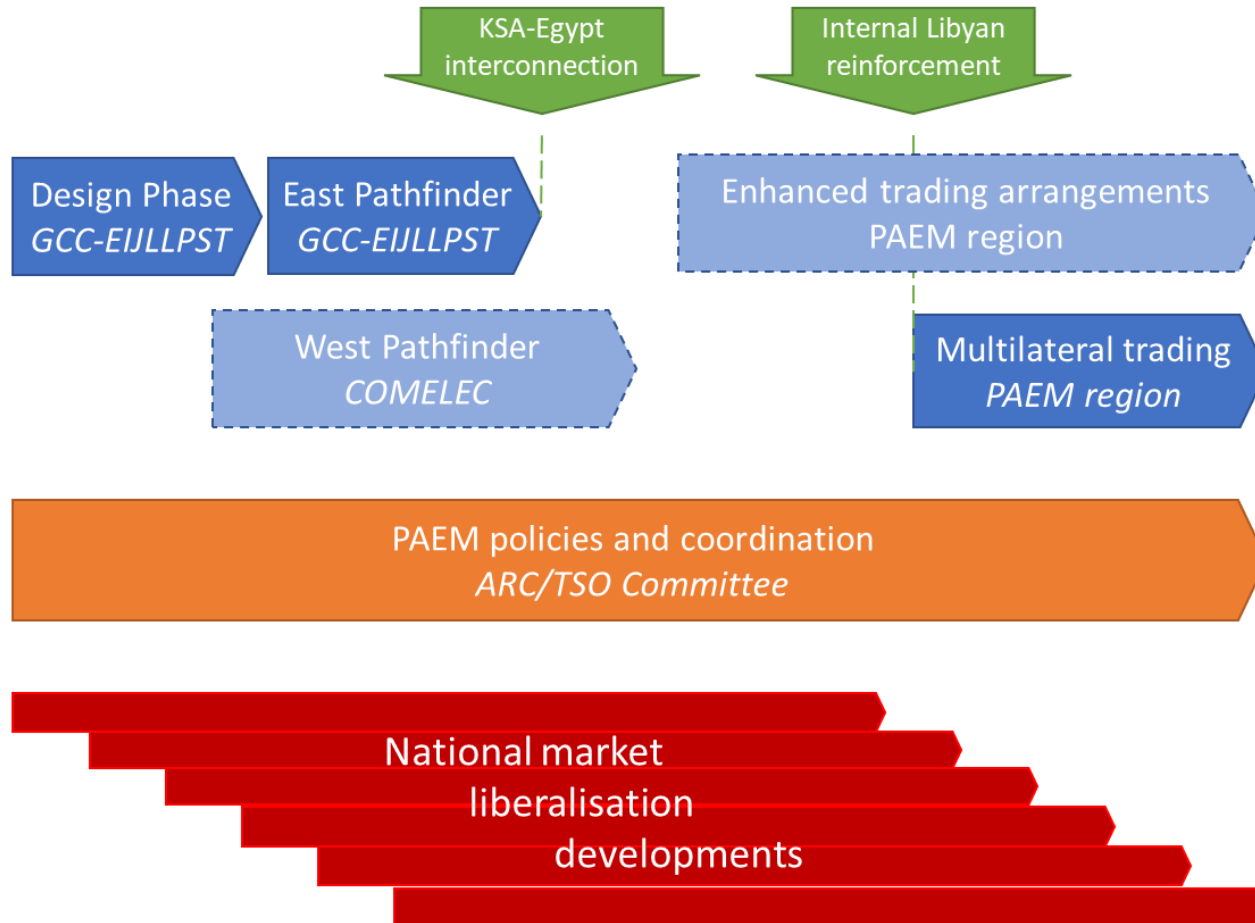 KSA-Egypt
interconnection
Internal Libyan
reinforcement
Design Phase
GCC-EIJLLPST
East Pathfinder
GCC-EIJLLPST
Enhanced trading arrangements
PAEM region
West Pathfinder
COMELEC
Multilateral trading
PAEM region
PAEM policies and coordination
ARC/TSO Committee
National market
liberalisation
developments